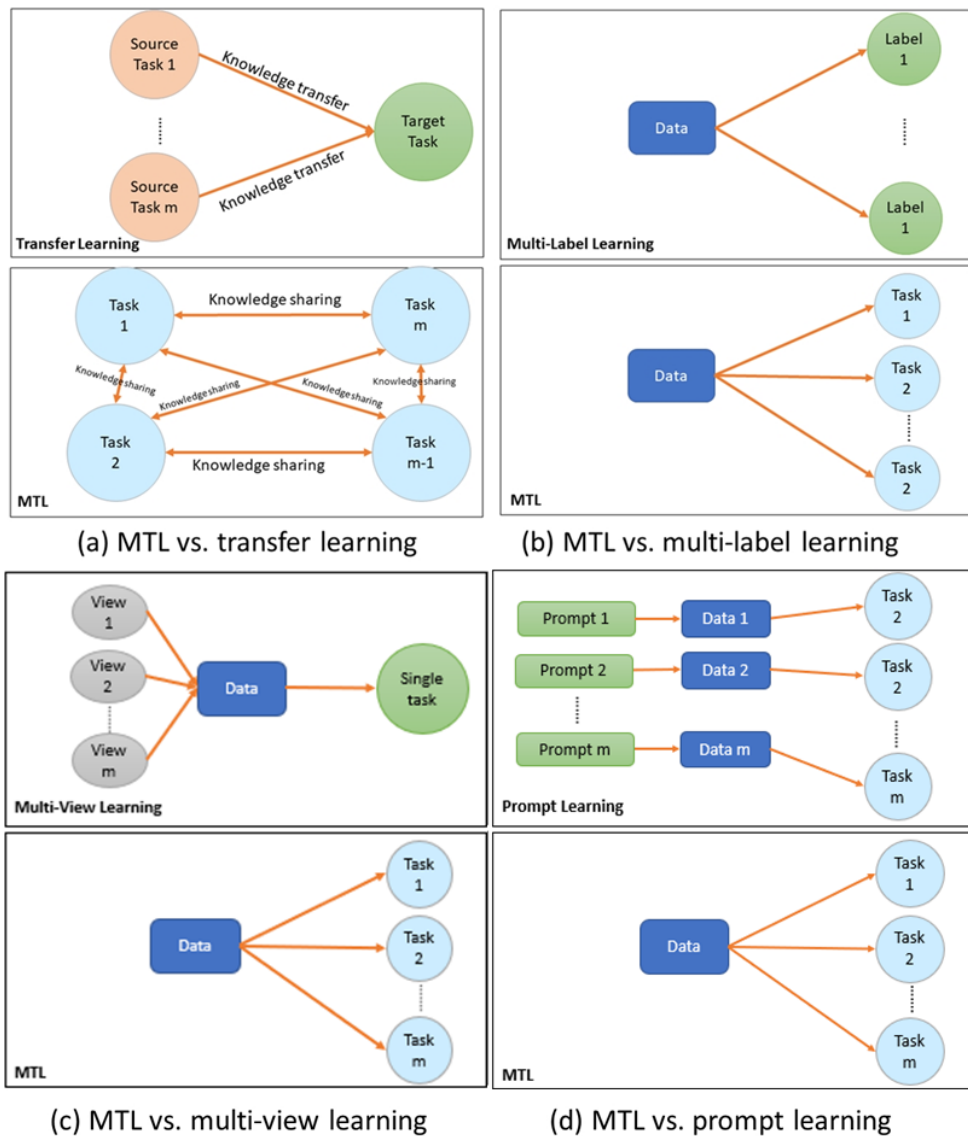 Source
Task 1
Knowledge transfer
Target
Task
Source
Task m
Knowledge transfer
Transfer Learning
Label
1
Data
Label
1
Multi-Label Learning
Task
1
Knowledge sharing
Task
m
Knowledge sharing
Knowledge sharing
Knowledge sharing
Knowledge sharing
Task
2
Knowledge sharing
Task
m-1
MTL
Task
1
Data
Task
2
Task
2
MTL
(a) MTL vs. transfer learning
(b) MTL vs. multi-label learning
View
1
View
2
Data
Single
task
View
m
Multi-View Learning
Prompt 1
Data 1
Task
2
Prompt 2
Data 2
Task
2
Prompt m
Data m
Task
m
Prompt Learning
Task
1
Data
Task
2
Task
m
MTL
Task
1
Data
Task
2
Task
m
MTL
(c) MTL vs. multi-view learning
(d) MTL vs. prompt learning